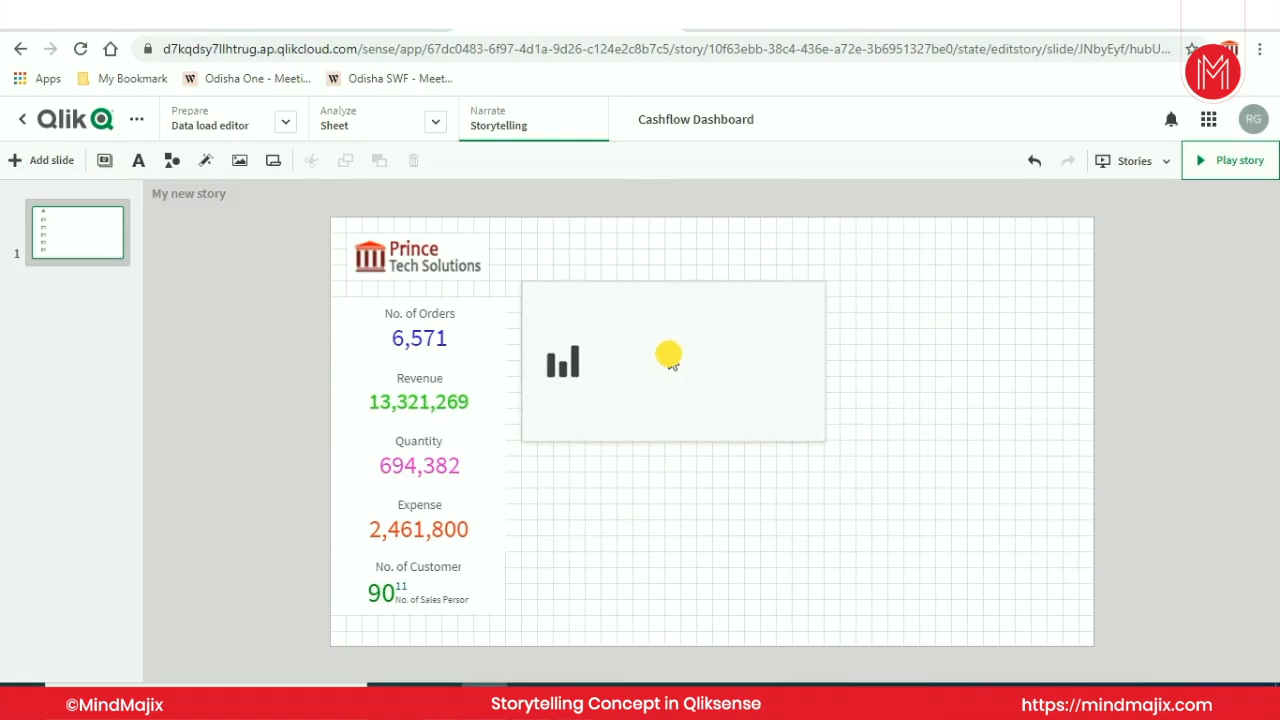 d7kqdsy7llhtrug.ap.qlikcloud.com/sense/app/67dc0483-6f97-4d1a-9d26-c124e2c8b7c5/story/10f63ebb-38c4-436e-a72e-3b6951327be0/state/editstory/slide/JNbyEyf/hubU...
Apps My Bookmark W Odisha One - Meeti... W Odisha SWF - Meet...
Qlik Prepare Data load editor Analyze Sheet Narrate Storytelling Cashflow Dashboard RG
Add slide A Stories Play story
My new story
1
Prince
Tech Solutions
No. of Orders
6,571
Revenue
13,321,269
Quantity
694,382
Expense
2,461,800
No. of Customer
90 11
No. of Sales Person
©MindMajix Storytelling Concept in Qliksense https://mindmajix.com